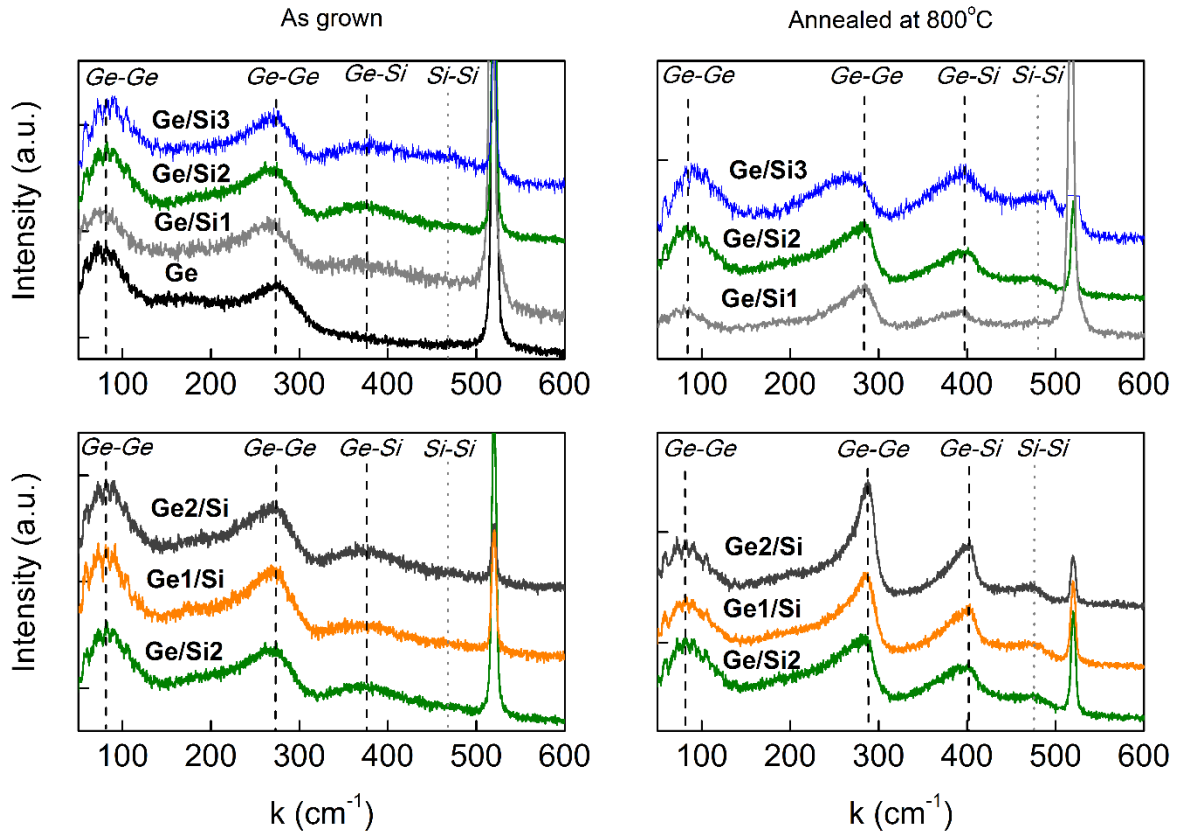 As grown
Annealed at 800°C
Ge-Ge Ge-Ge Ge-Si Si-Si
Ge/Si3
Ge/Si2
Ge/Si1
Ge
Intensity (a.u.)
100 200 300 400 500 600
Ge-Ge Ge-Ge Ge-Si Si-Si
Ge/Si3
Ge/Si2
Ge/Si1
100 200 300 400 500 600
Ge-Ge Ge-Ge Ge-Si Si-Si
Ge2/Si
Ge1/Si
Ge/Si2
Intensity (a.u.)
100 200 300 400 500 600
k (cm⁻¹)
Ge-Ge Ge-Ge Ge-Si Si-Si
Ge2/Si
Ge1/Si
Ge/Si2
100 200 300 400 500 600
k (cm⁻¹)